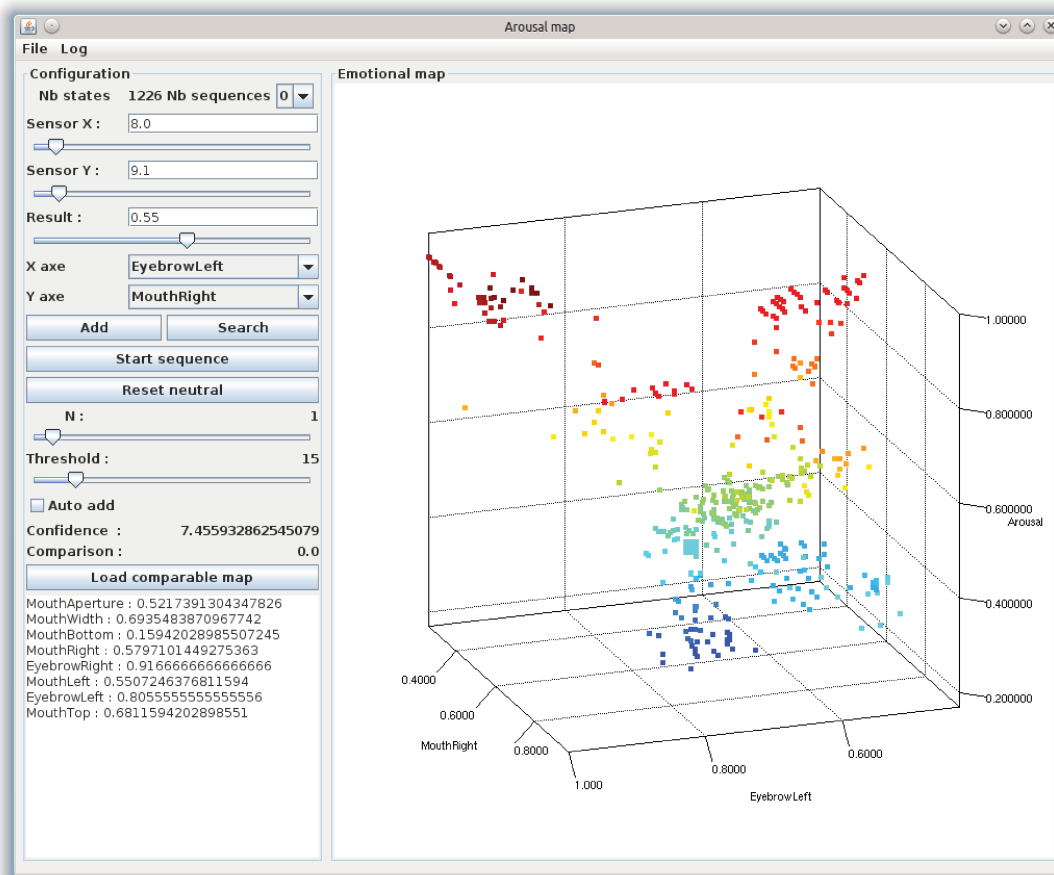 Arousal map
File Log
Configuration
Nb states 1226 Nb sequences 0
Sensor X : 8.0
Sensor Y : 9.1
Result : 0.55
X axe EyebrowLeft
Y axe MouthRight
Add Search
Start sequence
Reset neutral
N : 1
Threshold : 15
Auto add
Confidence : 7.455932862545079
Comparison : 0.0
Load comparable map
MouthAperture : 0.5217391304347826
MouthWidth : 0.6935483870967742
MouthBottom : 0.15942028985507245
MouthRight : 0.5797101449275363
EyebrowRight : 0.9166666666666666
MouthLeft : 0.5507246376811594
EyebrowLeft : 0.8055555555555556
MouthTop : 0.6811594202898551
Emotional map
1.00000
0.800000
0.600000
Arousal
0.400000
0.200000
0.4000
0.6000
MouthRight
0.8000
1.000
0.8000
0.6000
EyebrowLeft